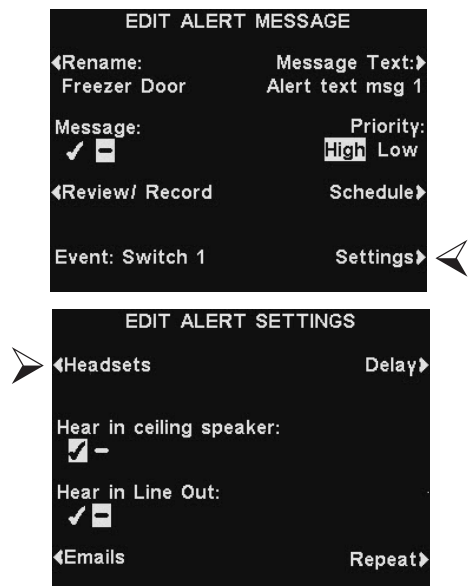 EDIT ALERT MESSAGE
Rename: Message Text:
Freezer Door Alert text msg 1
Message: Priority:
✓ – High Low
Review/ Record Schedule
Event: Switch 1 Settings
EDIT ALERT SETTINGS
Headsets Delay
Hear in ceiling speaker:
✓ –
Hear in Line Out:
✓ –
Emails Repeat